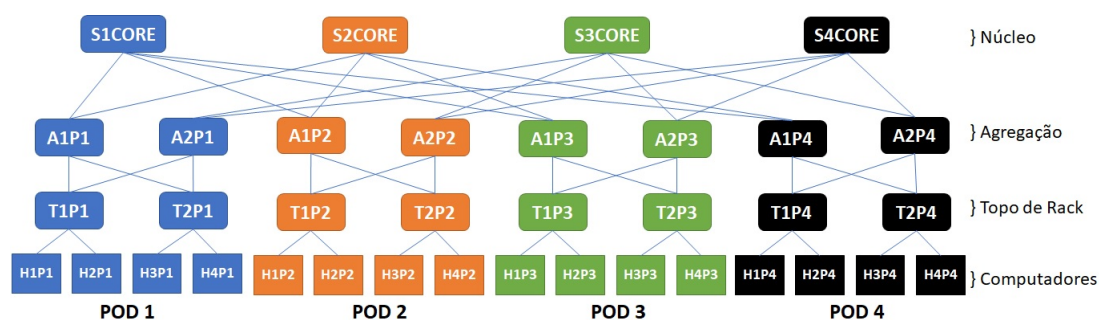 S1CORE S2CORE S3CORE S4CORE } Núcleo
A1P1 A2P1 A1P2 A2P2 A1P3 A2P3 A1P4 A2P4 } Agregação
T1P1 T2P1 T1P2 T2P2 T1P3 T2P3 T1P4 T2P4 } Topo de Rack
H1P1 H2P1 H3P1 H4P1 H1P2 H2P2 H3P2 H4P2 H1P3 H2P3 H3P3 H4P3 H1P4 H2P4 H3P4 H4P4 } Computadores
POD 1 POD 2 POD 3 POD 4